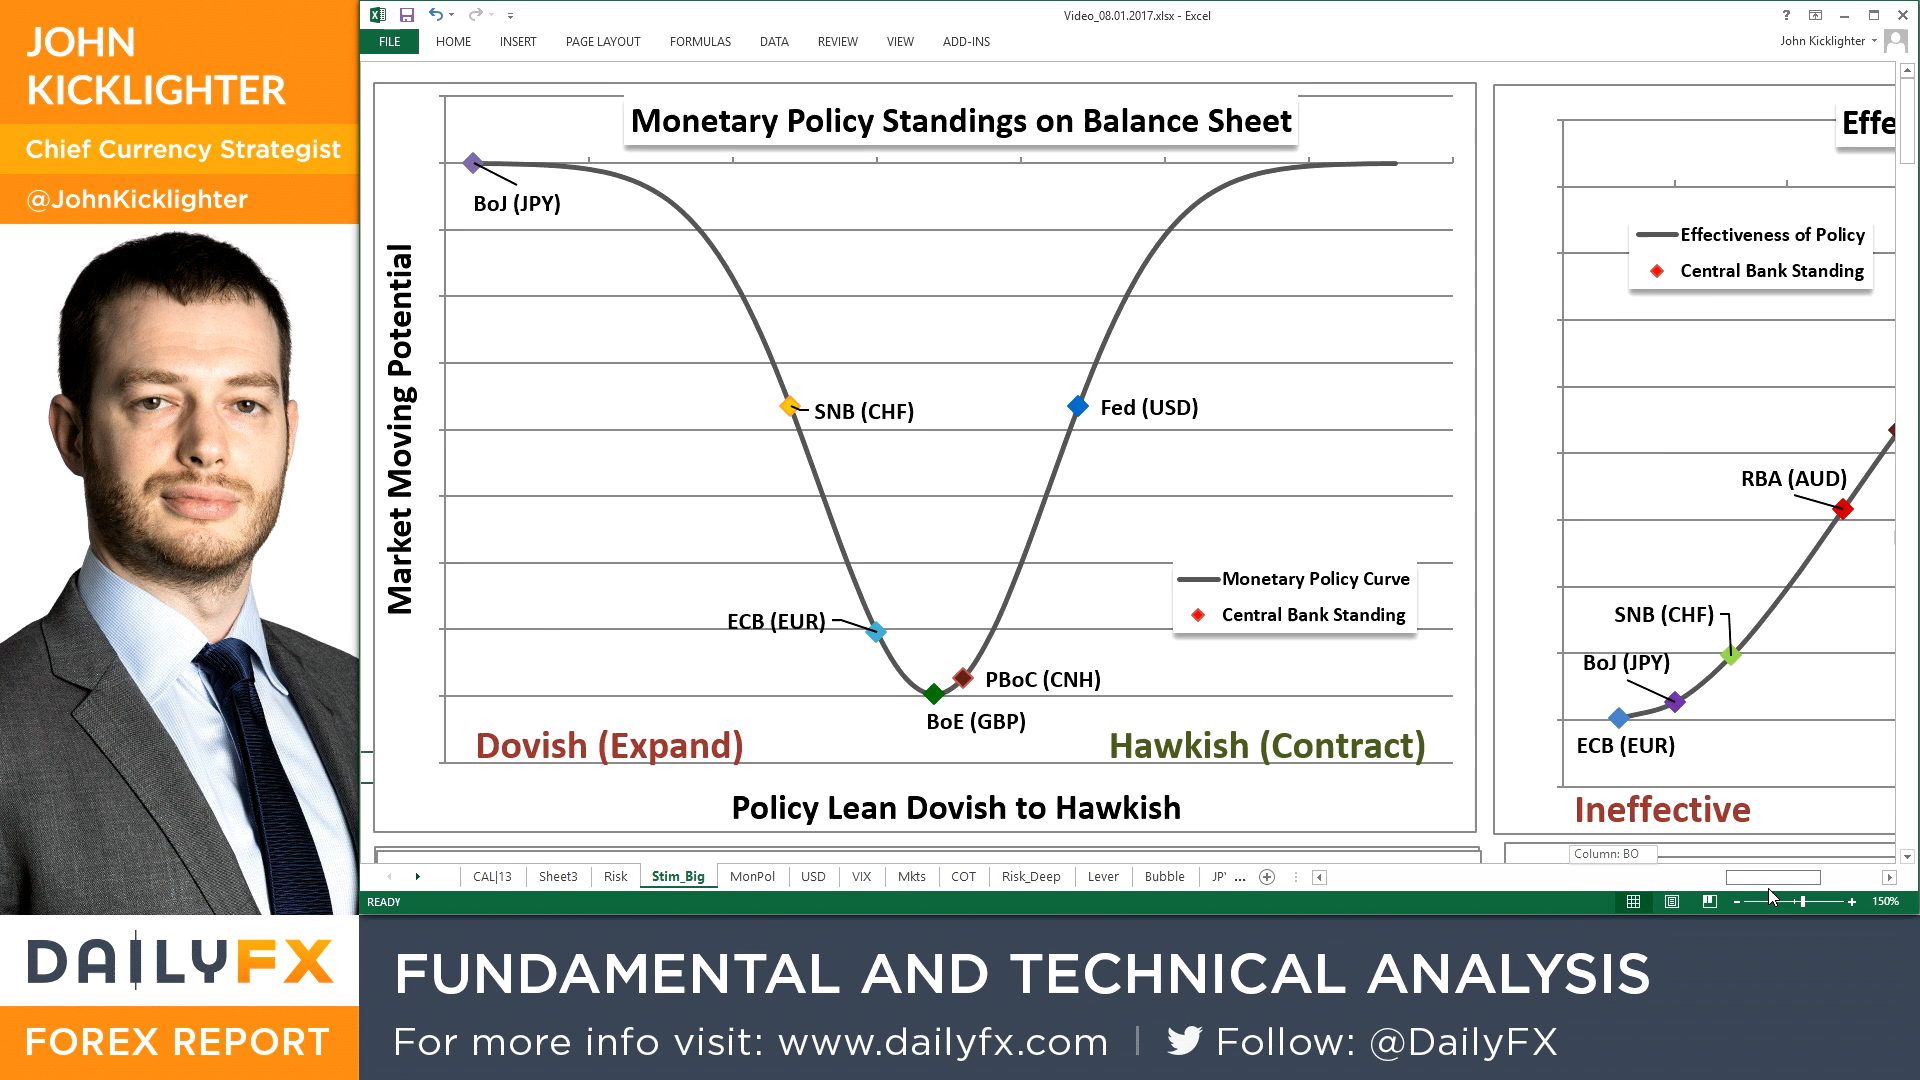 JOHN
KICKLIGHTER
Chief Currency Strategist
@JohnKicklighter
Video_08.01.2017.xlsx - Excel
?
FILE HOME INSERT PAGE LAYOUT FORMULAS DATA REVIEW VIEW ADD-INS
John Kicklighter
Monetary Policy Standings on Balance Sheet
Market Moving Potential
BoJ (JPY)
SNB (CHF)
Fed (USD)
ECB (EUR)
PBoC (CNH)
BoE (GBP)
Monetary Policy Curve
Central Bank Standing
Dovish (Expand)
Hawkish (Contract)
Policy Lean Dovish to Hawkish
Effe
Effectiveness of Policy
Central Bank Standing
RBA (AUD)
SNB (CHF)
BoJ (JPY)
ECB (EUR)
Ineffective
Column: BO
CAL|13 Sheet3 Risk Stim_Big MonPol USD VIX Mkts COT Risk_Deep Lever Bubble JP' ...
READY
150%
DAILYFX
FOREX REPORT
FUNDAMENTAL AND TECHNICAL ANALYSIS
For more info visit: www.dailyfx.com | Follow: @DailyFX